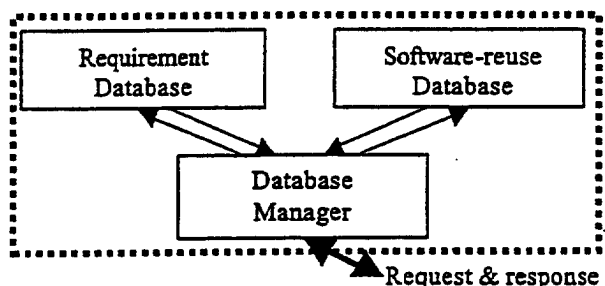 Requirement
Database
Software-reuse
Database
Database
Manager
Request & response